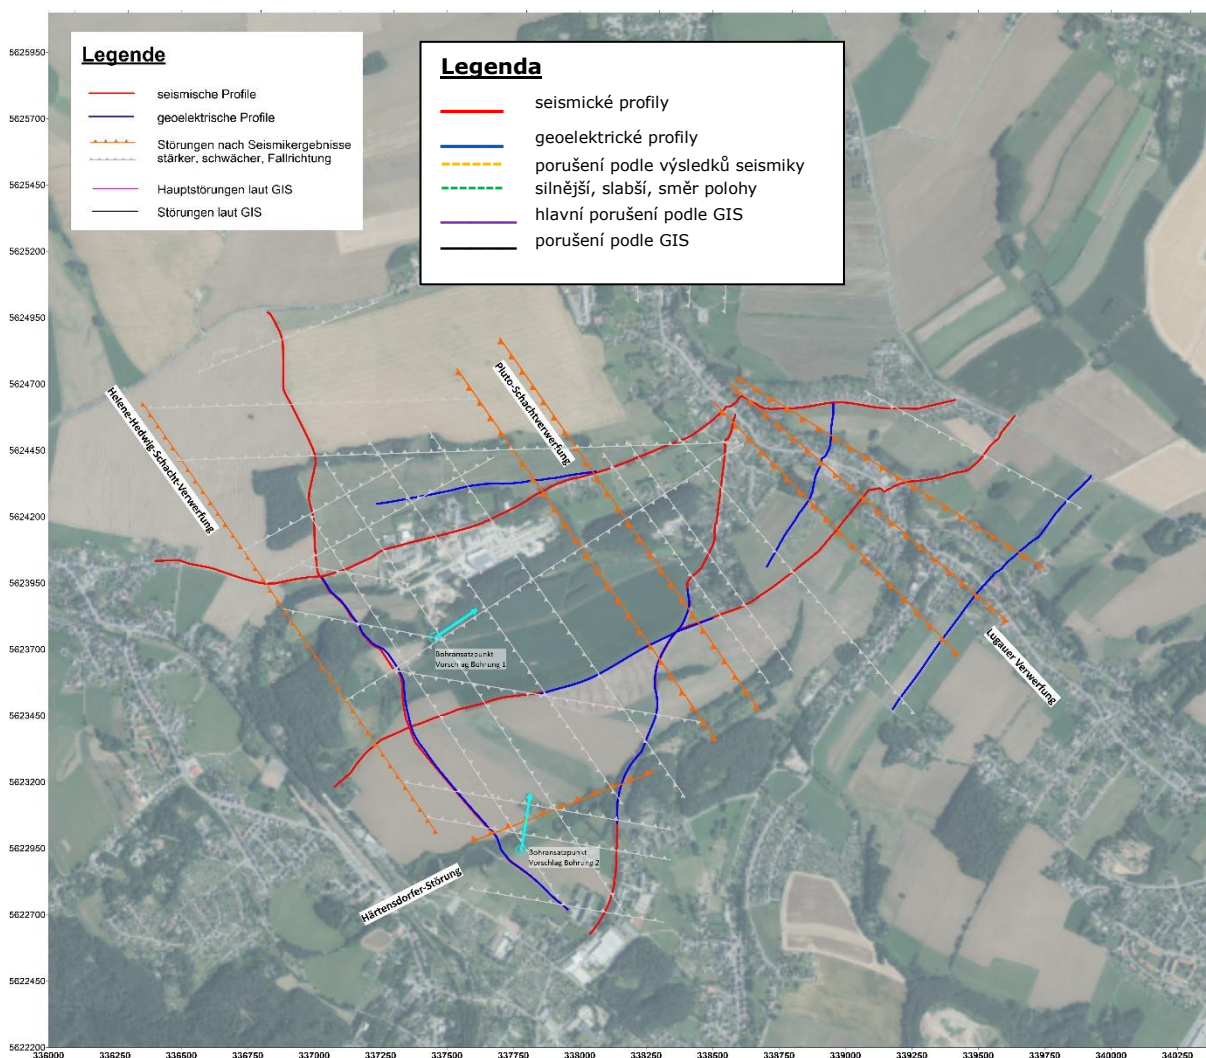 Legende
seismische Profile
geoelektrische Profile
Störungen nach Seismikergebnisse
stärker, schwächer, Fallrichtung
Hauptstörungen laut GIS
Störungen laut GIS
Legenda
seismické profily
geoelektrické profily
porušení podle výsledků seismiky
silnější, slabší, směr polohy
hlavní porušení podle GIS
porušení podle GIS
5625950
5625700
5625450
5625200
5624950
5624700
5624450
5624200
5623950
5623700
5623450
5623200
5622950
5622700
5622450
5622200
Helene-Hedwig-Schacht-Verwerfung
Pluto-Schachtverwerfung
Lugauer Verwerfung
Härtensdorfer-Störung
Bohransatzpunkt
Vorschlag Bohrung 1
Bohransatzpunkt
Vorschlag Bohrung 2
336000 336250 336500 336750 337000 337250 337500 337750 338000 338250 338500 338750 339000 339250 339500 339750 340000 340250